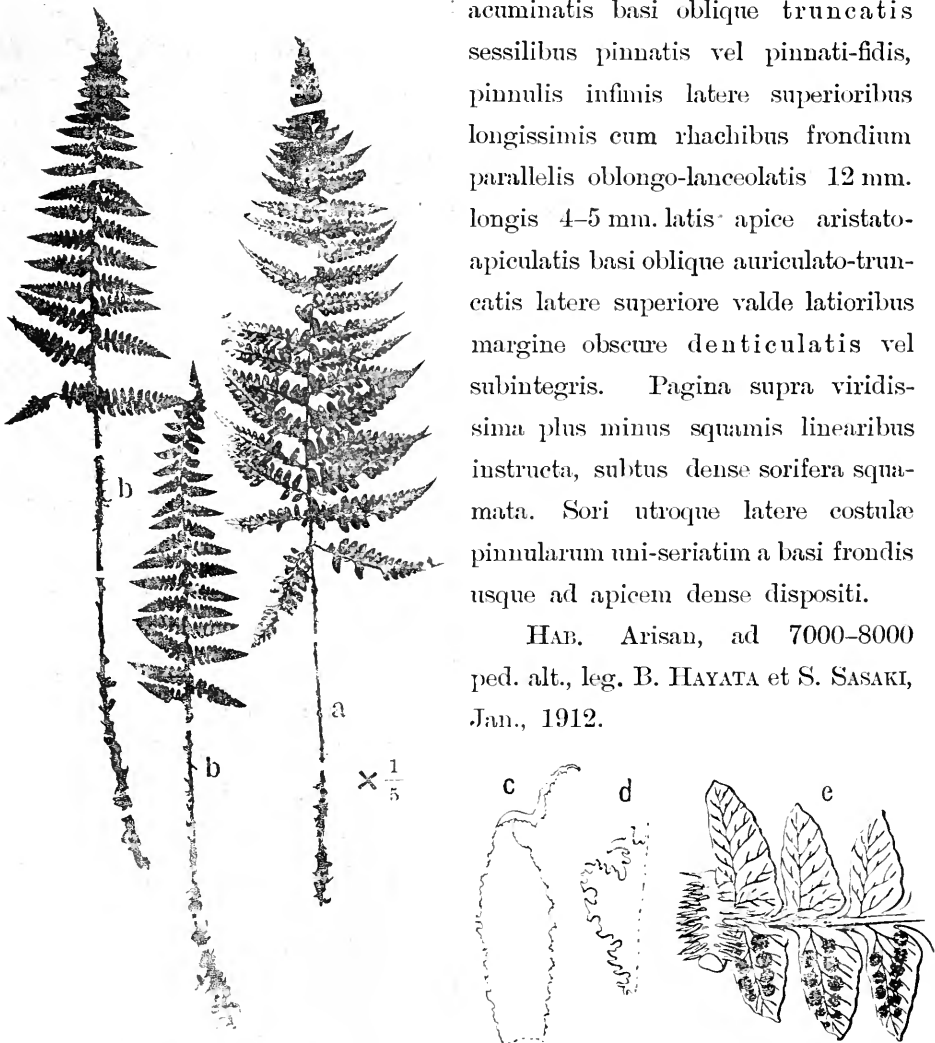 acuminatis basi oblique truncatis
sessilibus pinnatis vel pinnati-fidis,
pinnulis infimis latere superioribus
longissimis cum rhachibus frondium
parallelis oblongo-lanceolatis 12 mm.
longis 4–5 mm. latis apice aristato-
apiculatis basi oblique auriculato-trun-
catis latere superiore valde latioribus
margine obscure denticulatis vel
subintegris. Pagina supra viridis-
sima plus minus squamis linearibus
instructa, subtus dense sorifera squa-
mata. Sori utroque latere costulæ
pinnularum uni-seriatim a basi frondis
usque ad apicem dense dispositi.
HAB. Arisan, ad 7000–8000
ped. alt., leg. B. HAYATA et S. SASAKI,
Jan., 1912.
b
b
a
× 1/5
c d e